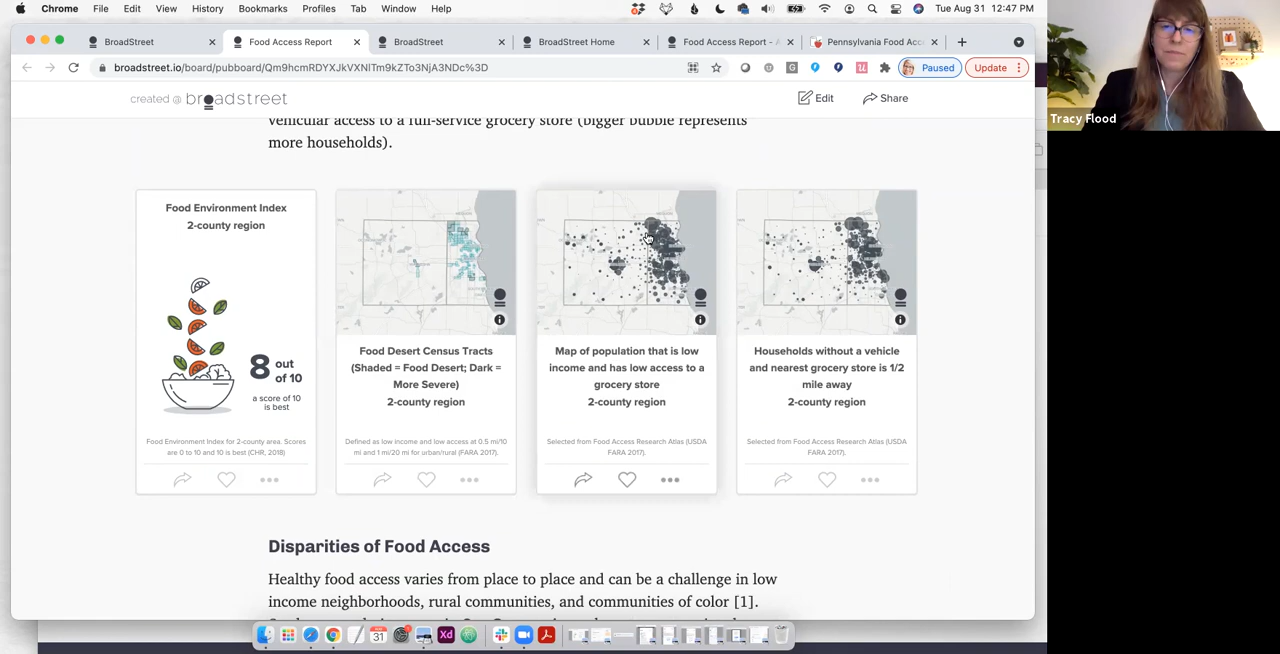 Chrome File Edit View History Bookmarks Profiles Tab Window Help
Tue Aug 31 12:47 PM
BroadStreet
Food Access Report
BroadStreet
BroadStreet Home
Food Access Report - A
Pennsylvania Food Acc
broadstreet.io/board/pubboard/Qm9hcmRDYXJkVXNlTm9kZTo3NjA3NDc%3D
Paused
Update
created @ broadstreet
Edit
Share
vehicular access to a full-service grocery store (bigger bubble represents
more households).
Food Environment Index
2-county region
8 out of 10
a score of 10
is best
Food Environment Index for 2-county area. Scores
are 0 to 10 and 10 is best (CHR, 2018)
Food Desert Census Tracts
(Shaded = Food Desert; Dark =
More Severe)
2-county region
Defined as low income and low access at 0.5 mi/10
mi and 1 mi/20 mi for urban/rural (FARA 2017).
Map of population that is low
income and has low access to a
grocery store
2-county region
Selected from Food Access Research Atlas (USDA
FARA 2017).
Households without a vehicle
and nearest grocery store is 1/2
mile away
2-county region
Selected from Food Access Research Atlas (USDA
FARA 2017).
Disparities of Food Access
Healthy food access varies from place to place and can be a challenge in low
income neighborhoods, rural communities, and communities of color [1].
Tracy Flood